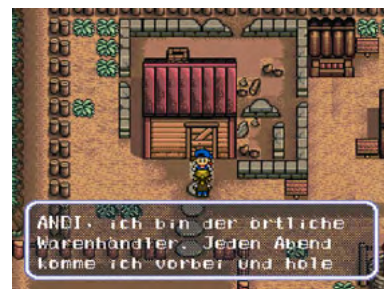 ANDI, ich bin der örtliche
Warenhändler. Jeden Abend
komme ich vorbei und hole